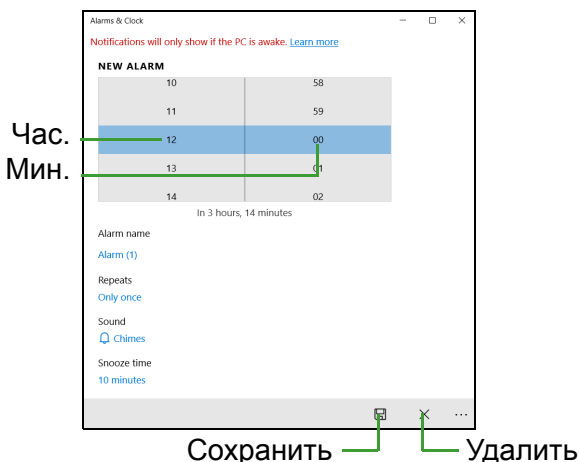 Alarms & Clock
Notifications will only show if the PC is awake. Learn more
NEW ALARM
10 58
11 59
Час. 12 00
Мин. 13 01
14 02
In 3 hours, 14 minutes
Alarm name
Alarm (1)
Repeats
Only once
Sound
Chimes
Snooze time
10 minutes
Сохранить Удалить